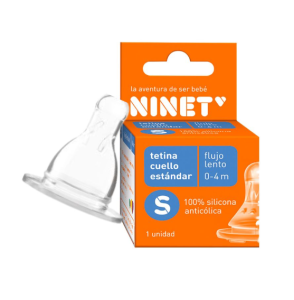 la aventura de ser bebé
NINET
tetina
cuello
estándar
flujo
lento
0-4 m
S
100% silicona
anticólica
1 unidad